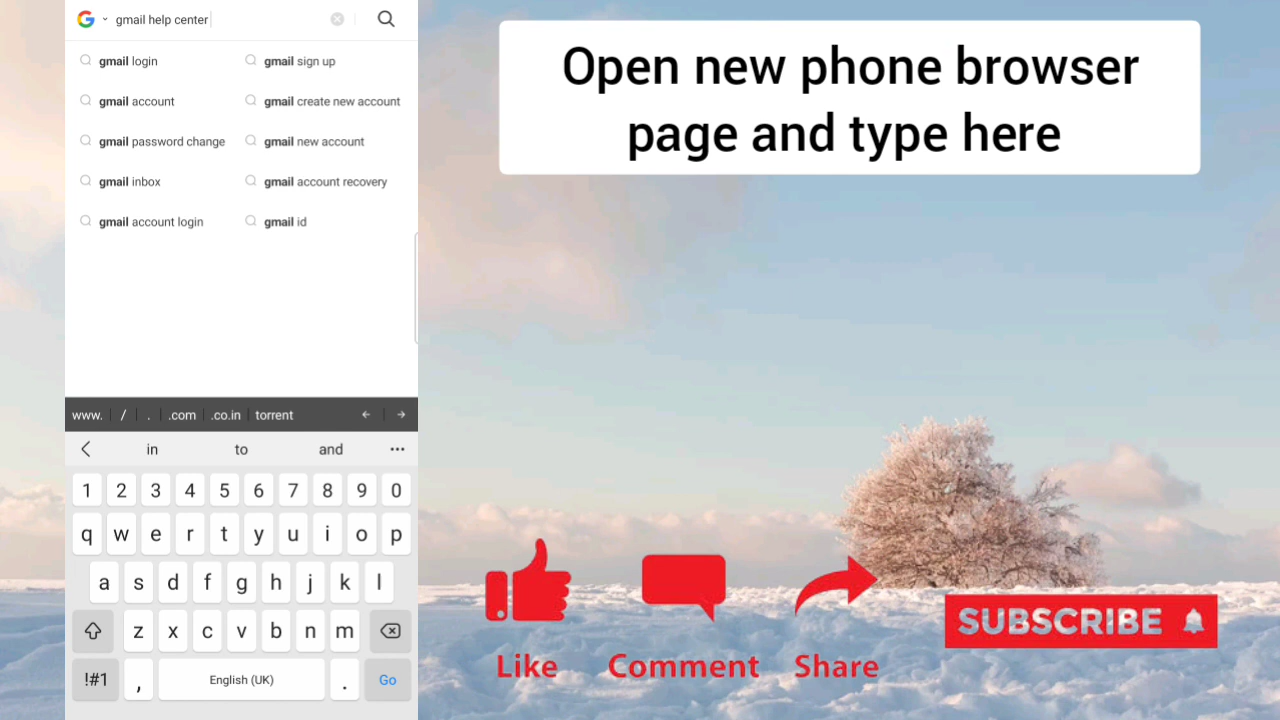 gmail help center
gmail login
gmail sign up
gmail account
gmail create new account
gmail password change
gmail new account
gmail inbox
gmail account recovery
gmail account login
gmail id
www. / . .com .co.in torrent
in to and
1 2 3 4 5 6 7 8 9 0
q w e r t y u i o p
a s d f g h j k l
z x c v b n m
!#1 , English (UK) . Go
Open new phone browser
page and type here
Like Comment Share
SUBSCRIBE